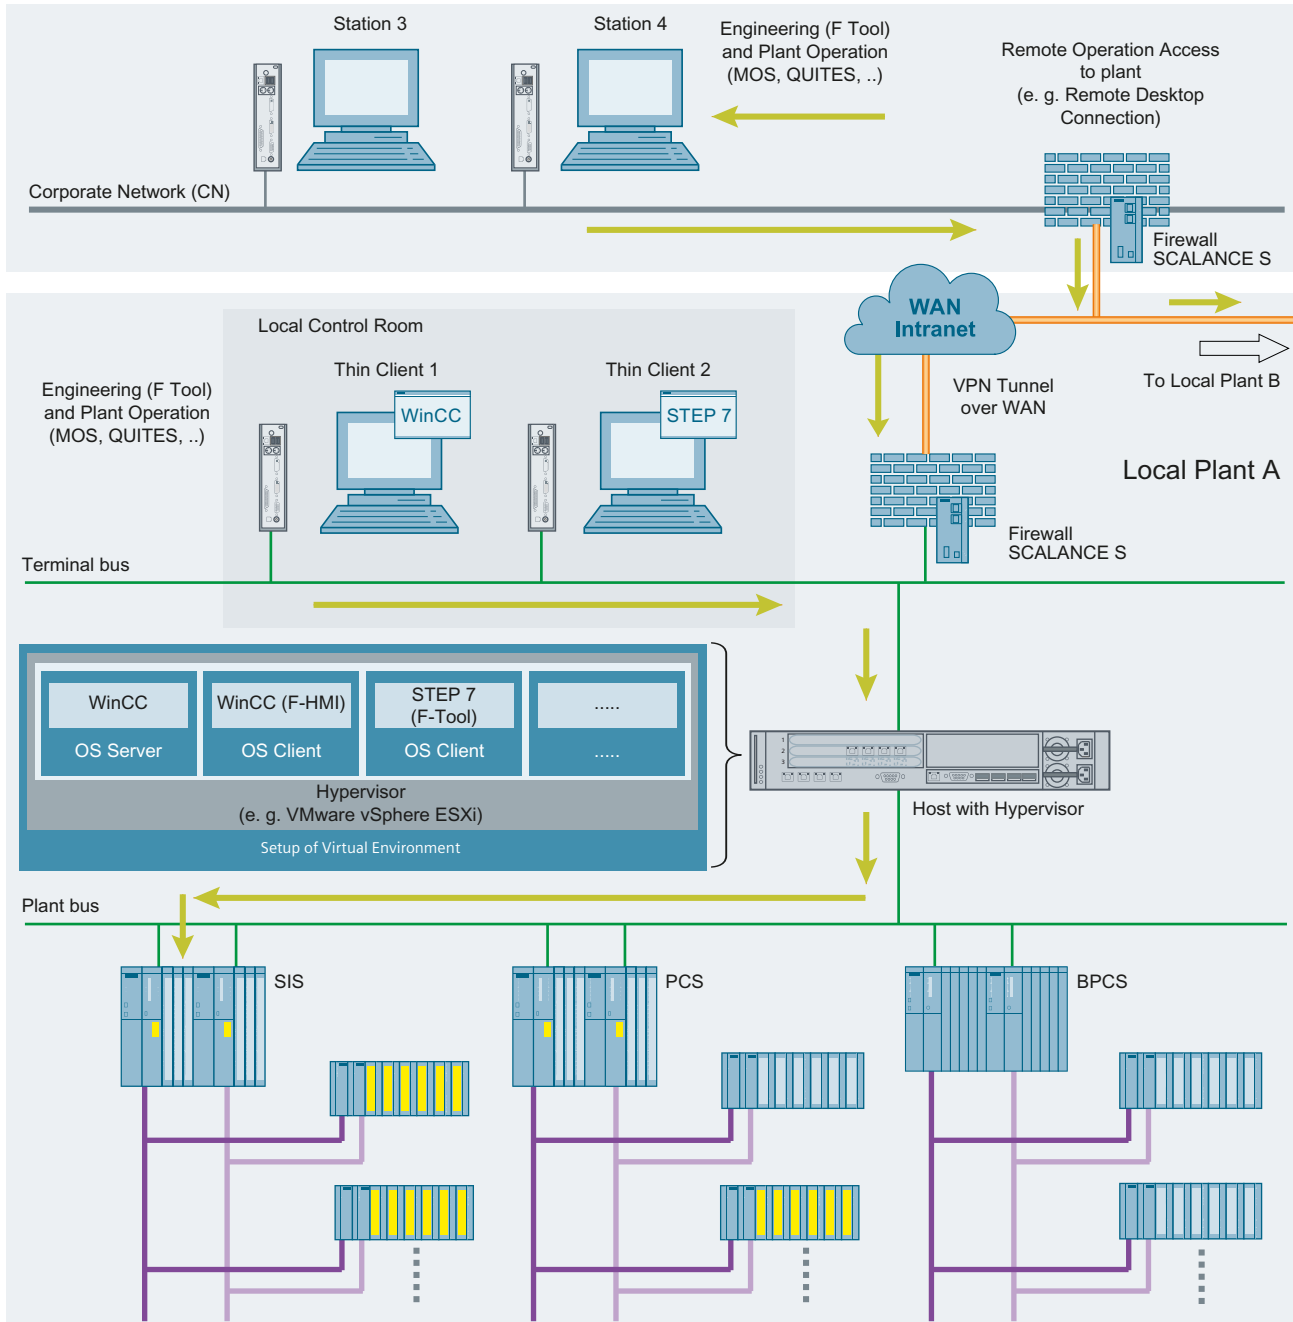 Station 3
Station 4
Engineering (F Tool)
and Plant Operation
(MOS, QUITES, ..)
Remote Operation Access
to plant
(e. g. Remote Desktop
Connection)
Corporate Network (CN)
Firewall
SCALANCE S
WAN
Intranet
To Local Plant B
VPN Tunnel
over WAN
Local Plant A
Local Control Room
Thin Client 1
Thin Client 2
Engineering (F Tool)
and Plant Operation
(MOS, QUITES, ..)
WinCC
STEP 7
Firewall
SCALANCE S
Terminal bus
WinCC
OS Server
WinCC (F-HMI)
OS Client
STEP 7
(F-Tool)
OS Client
.....
.....
Hypervisor
(e. g. VMware vSphere ESXi)
Setup of Virtual Environment
1
2
3
Host with Hypervisor
Plant bus
SIS
PCS
BPCS